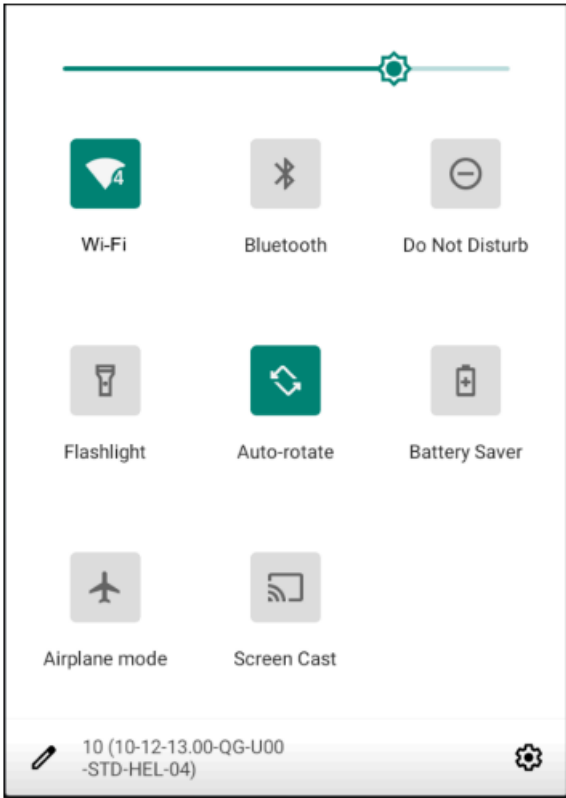 4
Wi-Fi
Bluetooth
Do Not Disturb
Flashlight
Auto-rotate
Battery Saver
Airplane mode
Screen Cast
10 (10-12-13.00-QG-U00
-STD-HEL-04)